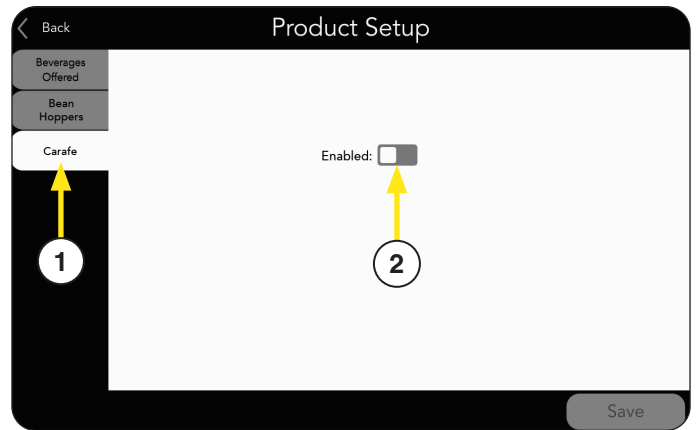 Back
Product Setup
Beverages
Offered
Bean
Hoppers
Carafe
Enabled:
1
2
Save